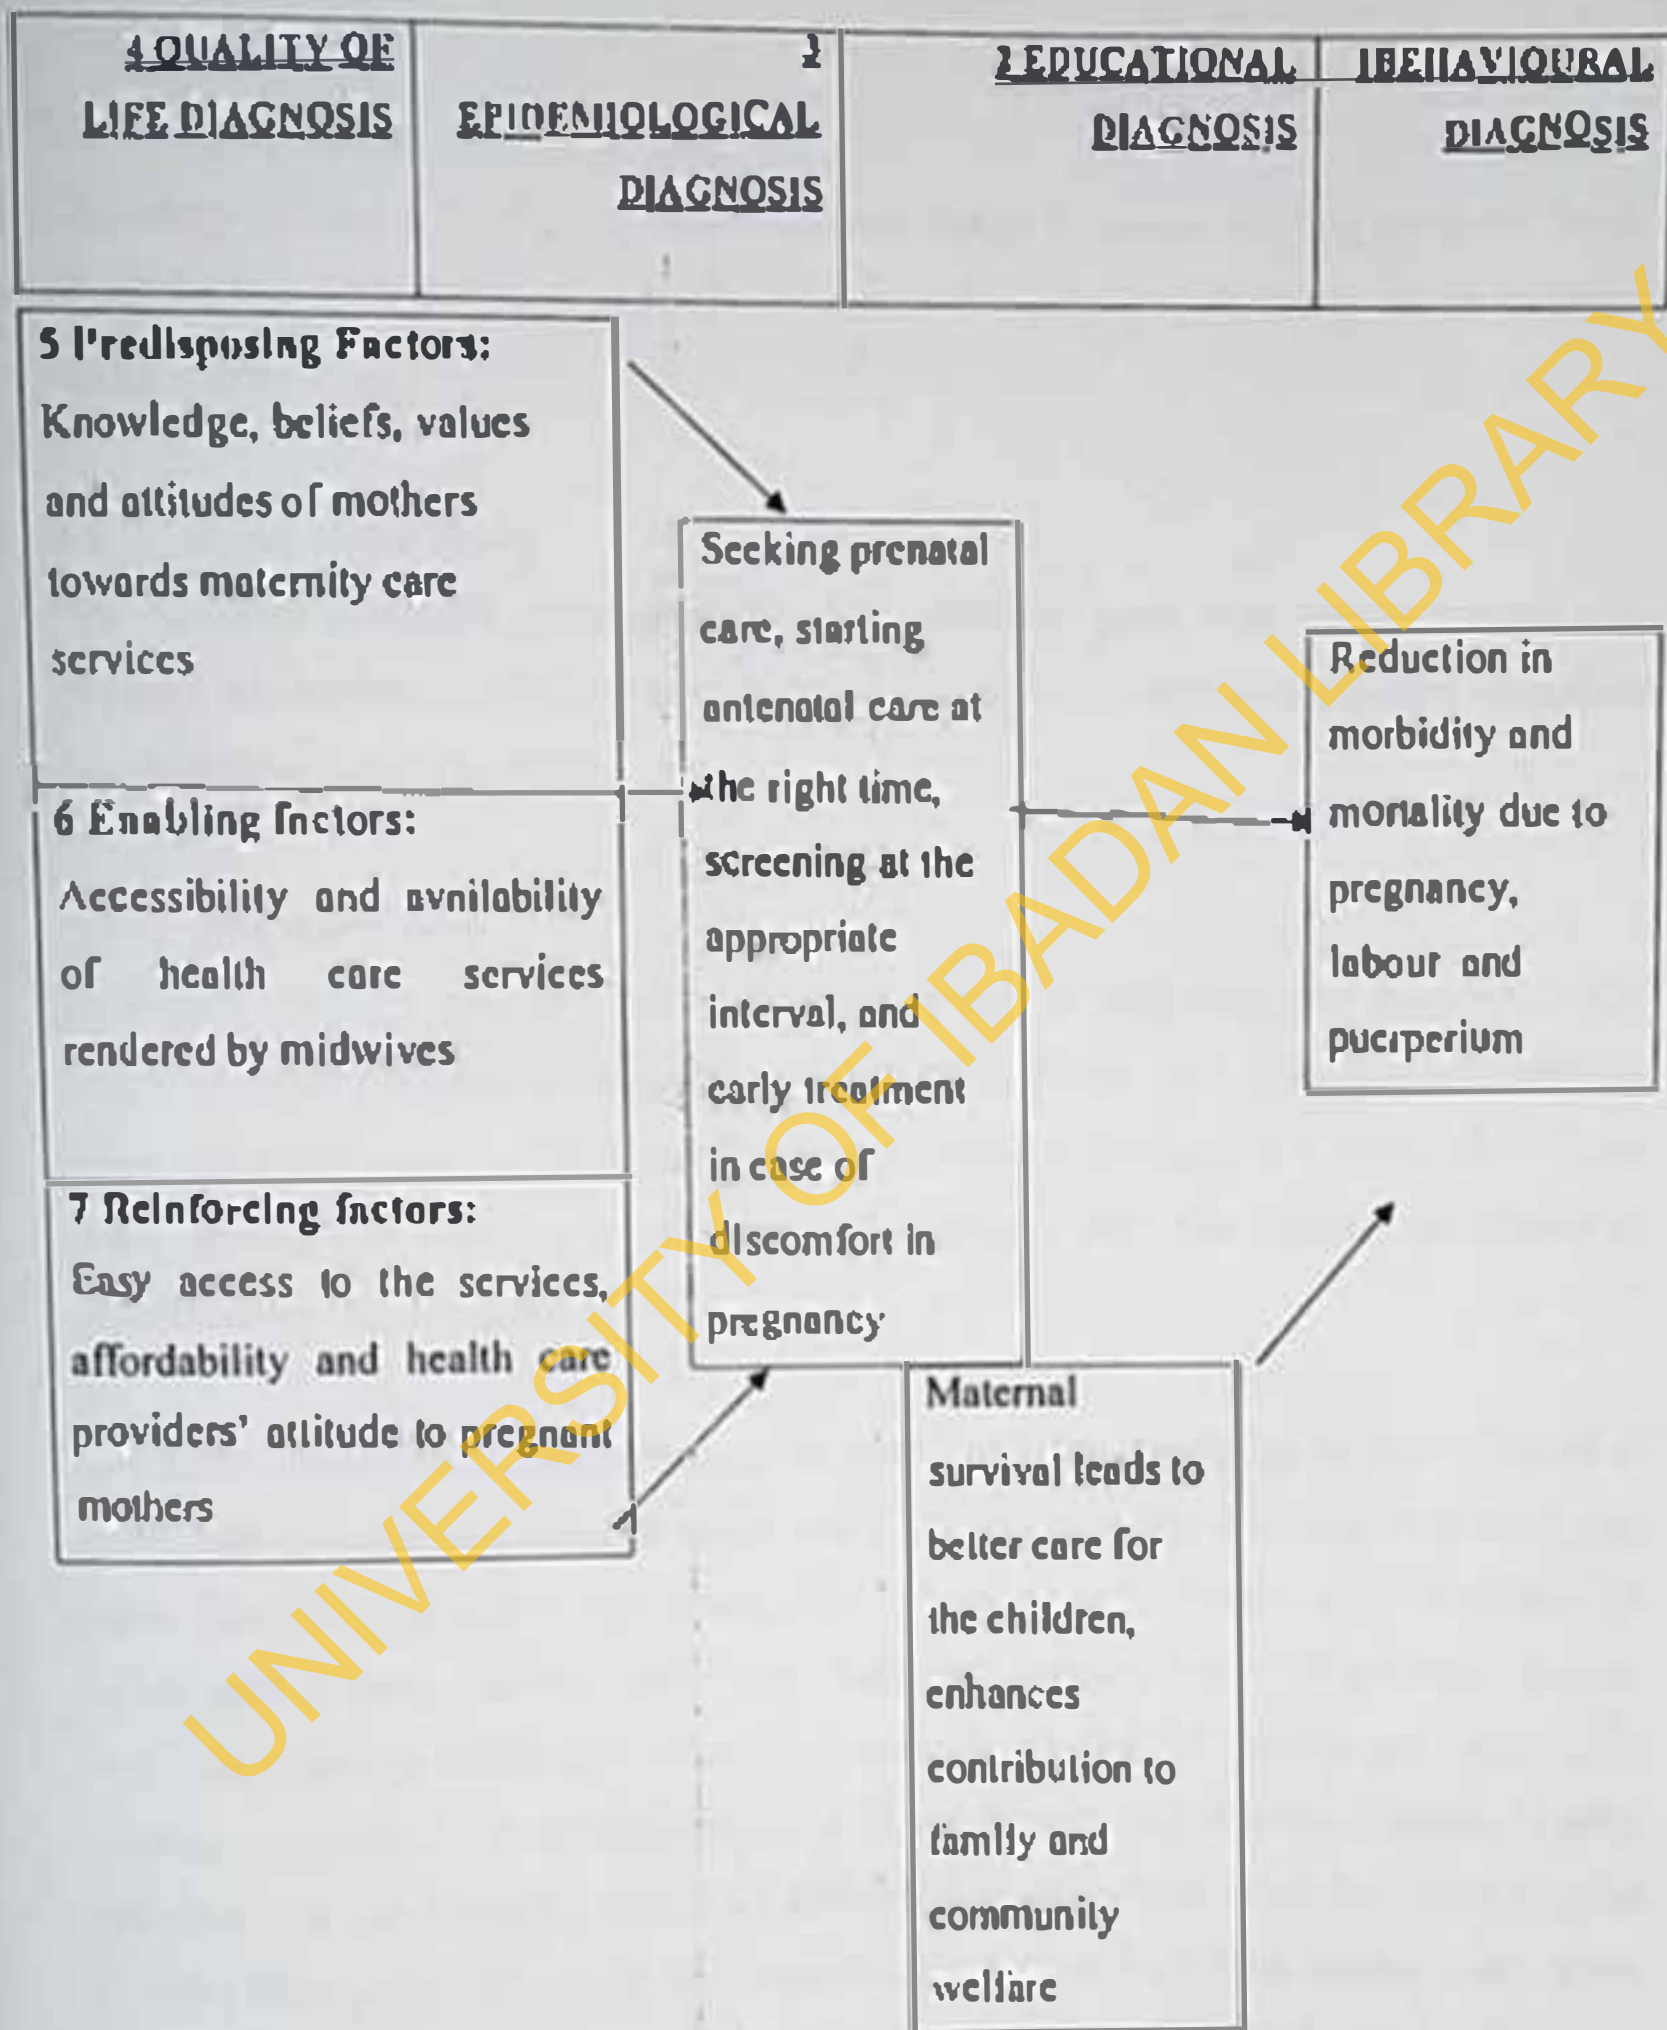 4 QUALITY OF
LIFE DIAGNOSIS
3
EPIDEMIOLOGICAL
DIAGNOSIS
2 EDUCATIONAL
DIAGNOSIS
1BEHAVIOURAL
DIAGNOSIS
5 Predisposing Factors:
Knowledge, beliefs, values
and attitudes of mothers
towards maternity care
services
6 Enabling factors:
Accessibility and availability
of health care services
rendered by midwives
7 Reinforcing factors:
Easy access to the services,
affordability and health care
providers' attitude to pregnant
mothers
Seeking prenatal
care, starting
antenatal care at
the right time,
screening at the
appropriate
interval, and
early treatment
in case of
discomfort in
pregnancy
Reduction in
morbidity and
mortality due to
pregnancy,
labour and
puerperium
Maternal
survival leads to
better care for
the children,
enhances
contribution to
family and
community
welfare
UNIVERSITY OF IBADAN LIBRARY